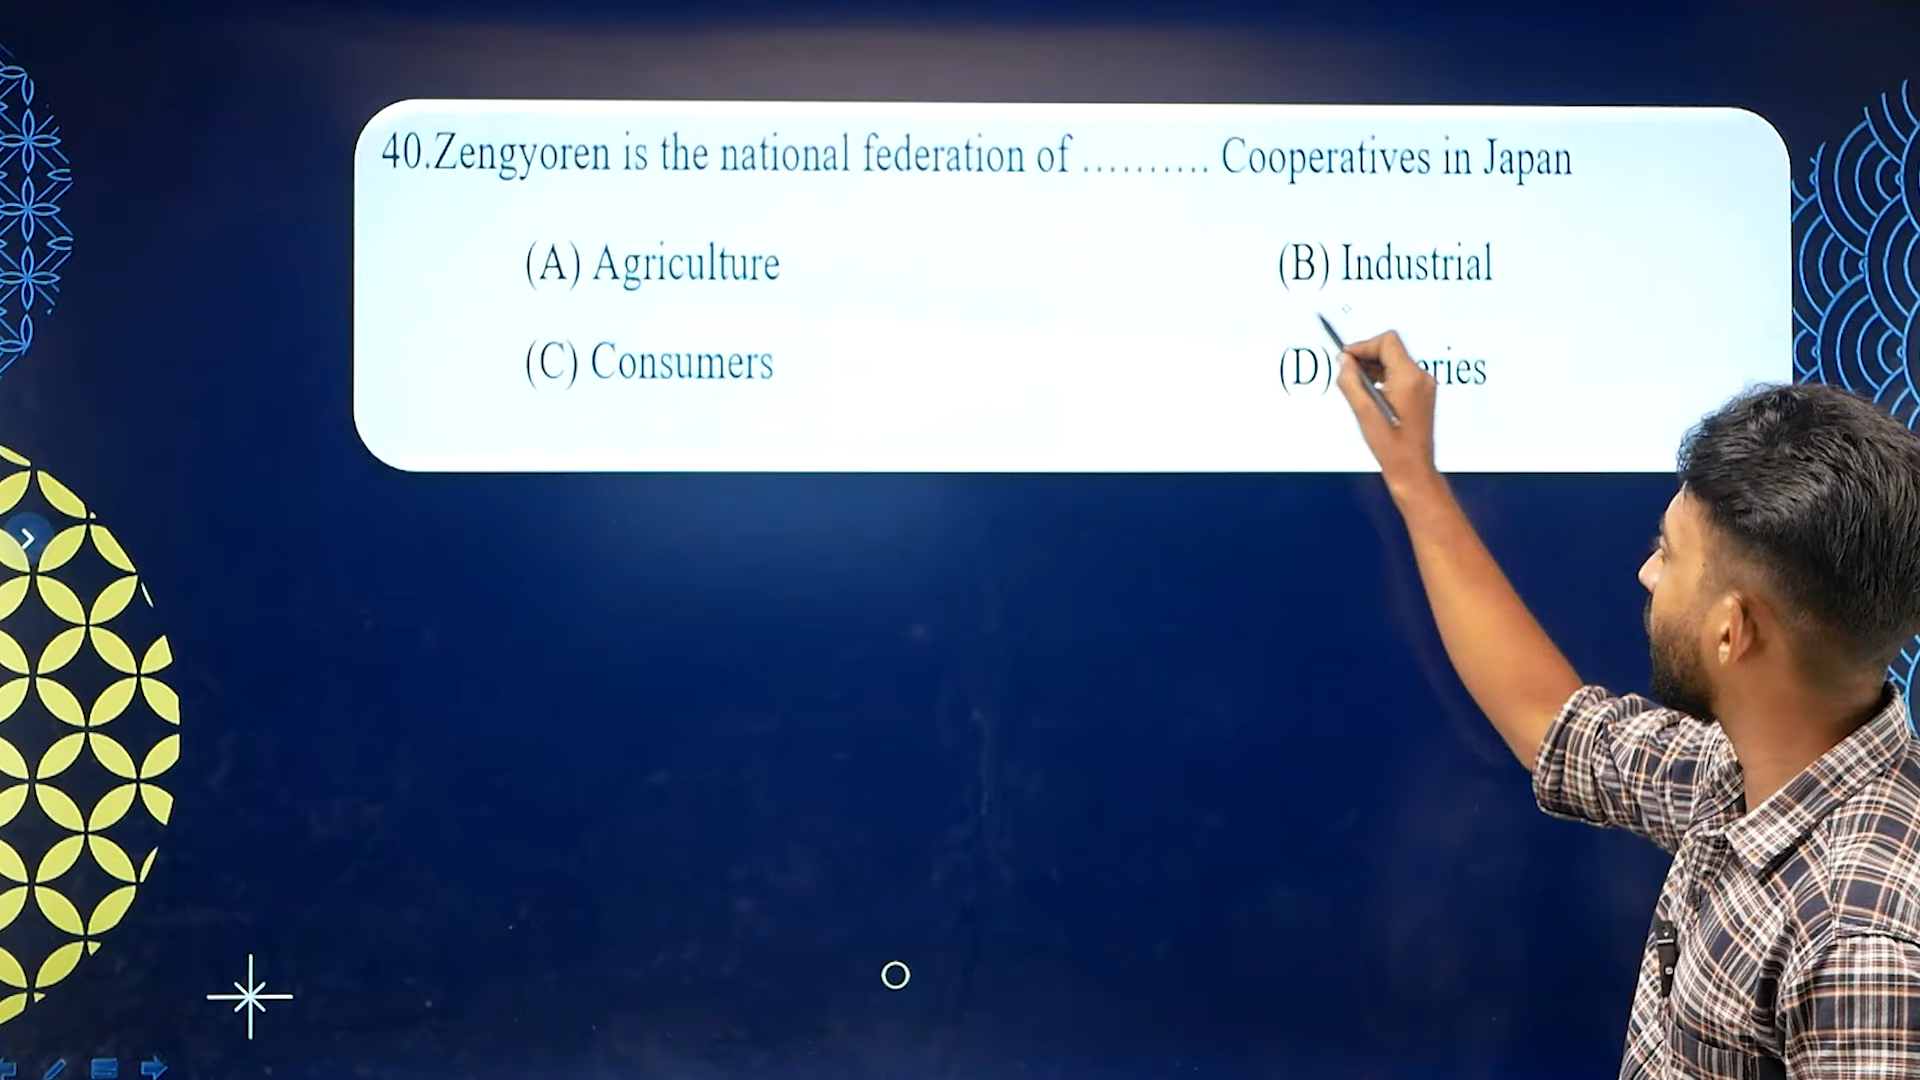 40.Zengyoren is the national federation of .......... Cooperatives in Japan
(A) Agriculture
(B) Industrial
(C) Consumers
(D)